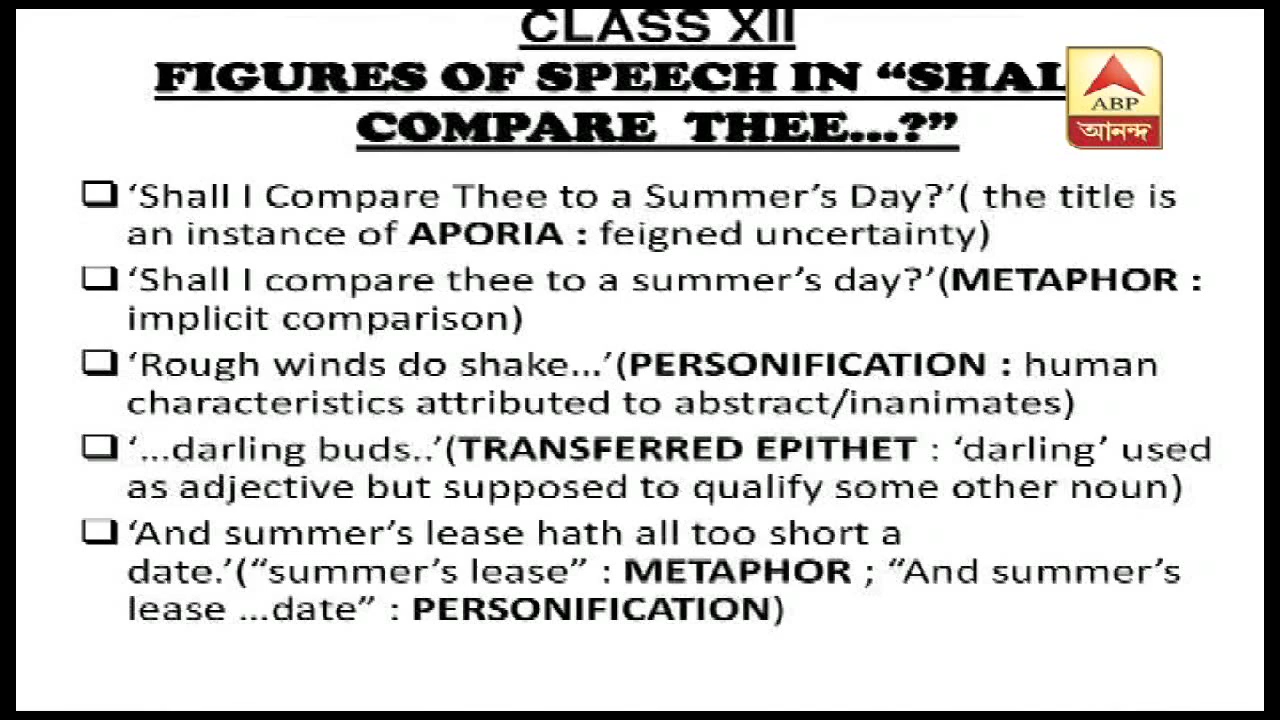 CLASS XII
FIGURES OF SPEECH IN “SHAL
ABP
আনন্দ
COMPARE THEE...?”
‘Shall I Compare Thee to a Summer’s Day?’( the title is
an instance of APORIA : feigned uncertainty)
‘Shall I compare thee to a summer’s day?’(METAPHOR :
implicit comparison)
‘Rough winds do shake...’(PERSONIFICATION : human
characteristics attributed to abstract/inanimates)
‘...darling buds..’(TRANSFERRED EPITHET : ‘darling’ used
as adjective but supposed to qualify some other noun)
‘And summer’s lease hath all too short a
date.’(“summer’s lease” : METAPHOR ; “And summer’s
lease ...date” : PERSONIFICATION)